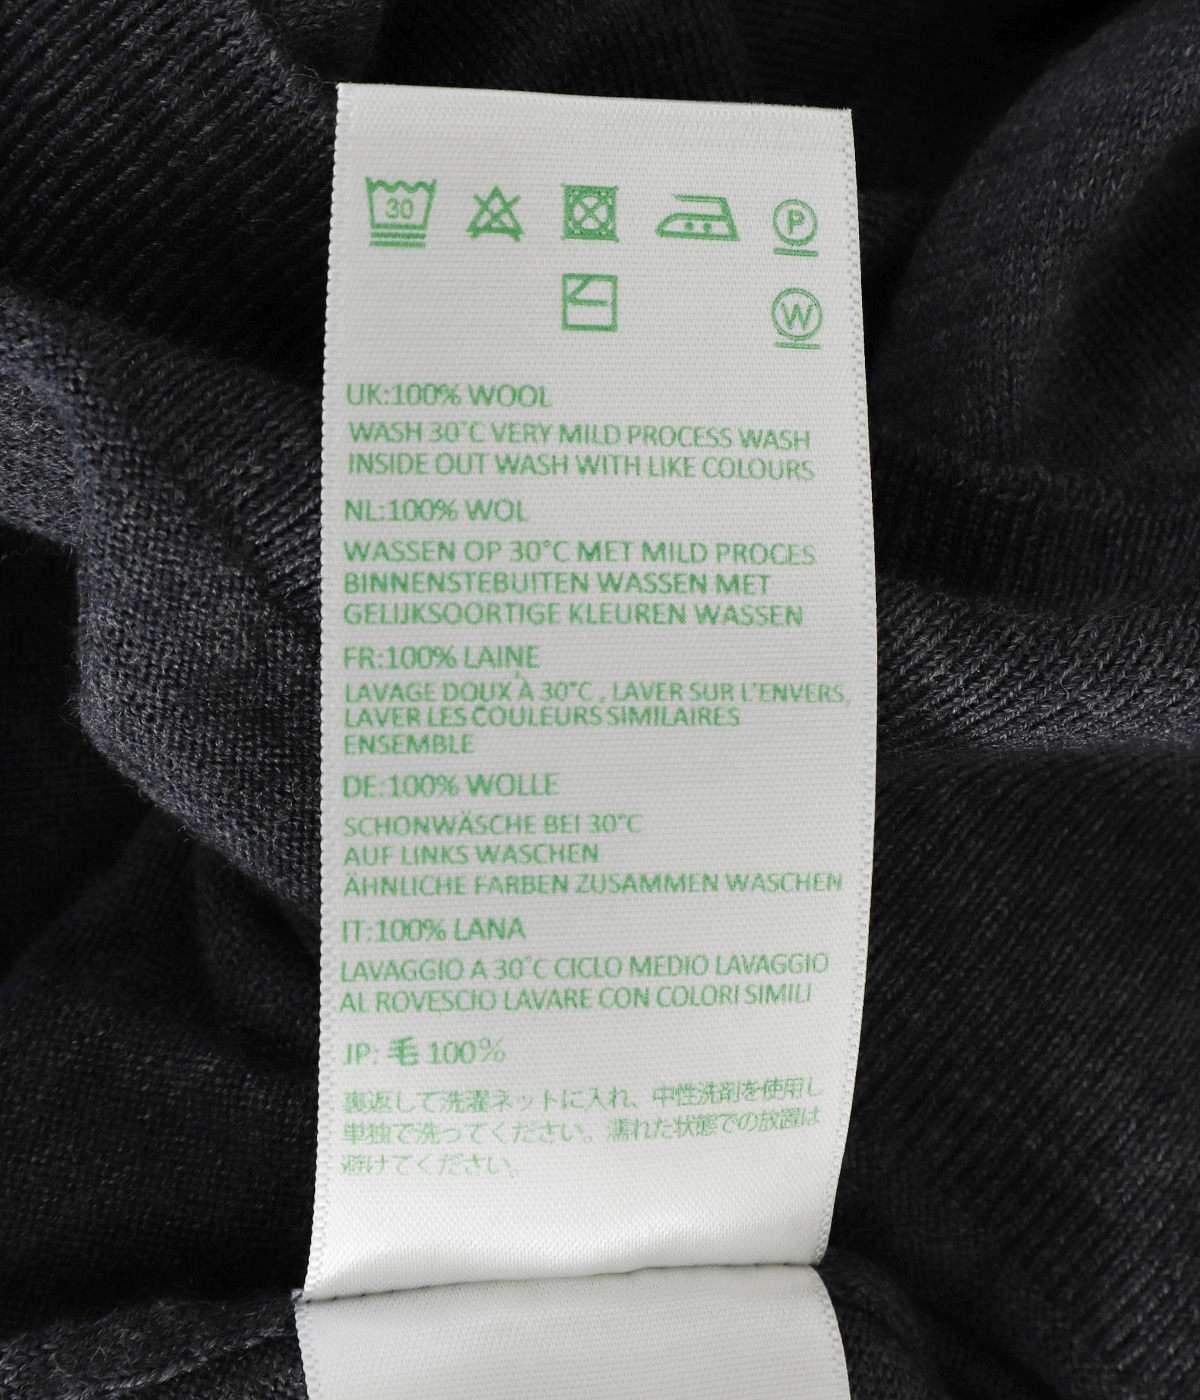 30
P
W
UK:100% WOOL
WASH 30°C VERY MILD PROCESS WASH
INSIDE OUT WASH WITH LIKE COLOURS
NL:100% WOL
WASSEN OP 30°C MET MILD PROCES
BINNENSTEBUITEN WASSEN MET
GELIJKSOORTIGE KLEUREN WASSEN
FR:100% LAINE
LAVAGE DOUX À 30°C, LAVER SUR L'ENVERS,
LAVER LES COULEURS SIMILAIRES
ENSEMBLE
DE:100% WOLLE
SCHONWÄSCHE BEI 30°C
AUF LINKS WASCHEN
ÄHNLICHE FARBEN ZUSAMMEN WASCHEN
IT:100% LANA
LAVAGGIO A 30°C CICLO MEDIO LAVAGGIO
AL ROVESCIO LAVARE CON COLORI SIMILI
JP: 毛 100%
裏返して洗濯ネットに入れ、中性洗剤を使用し
単独で洗ってください。濡れた状態での放置は
避けてください。